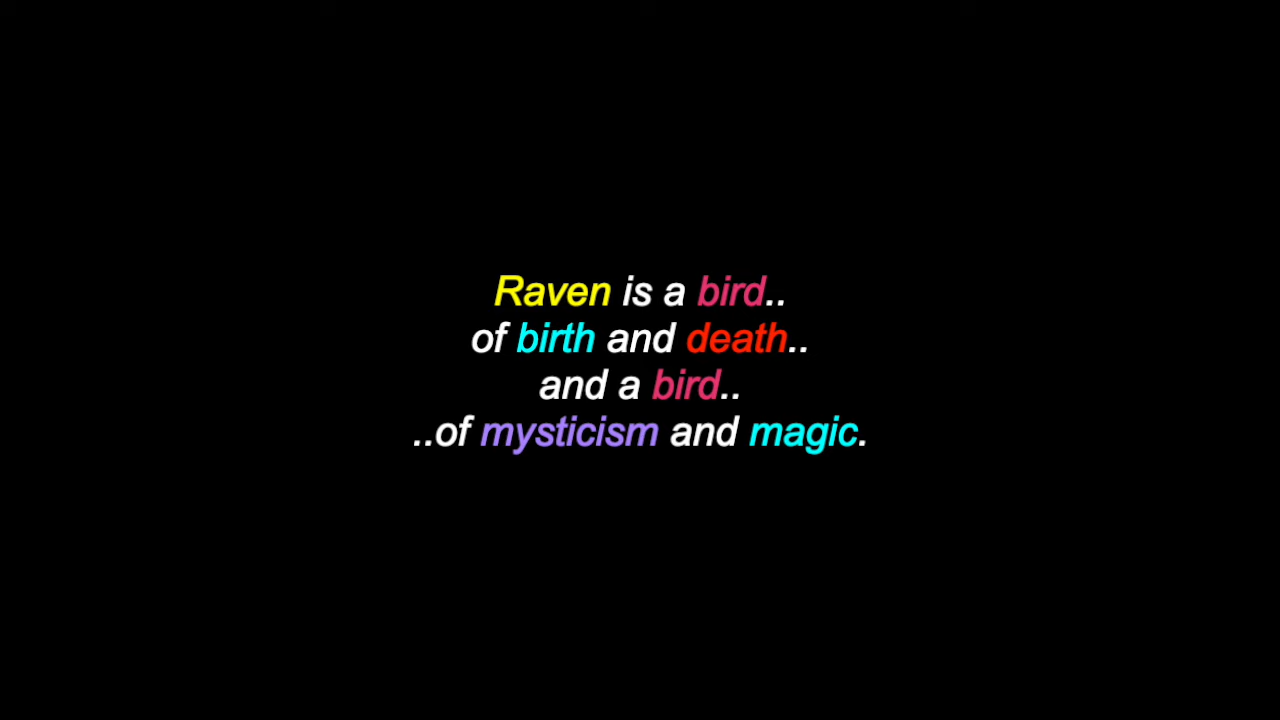 Raven is a bird..
of birth and death..
and a bird..
..of mysticism and magic.